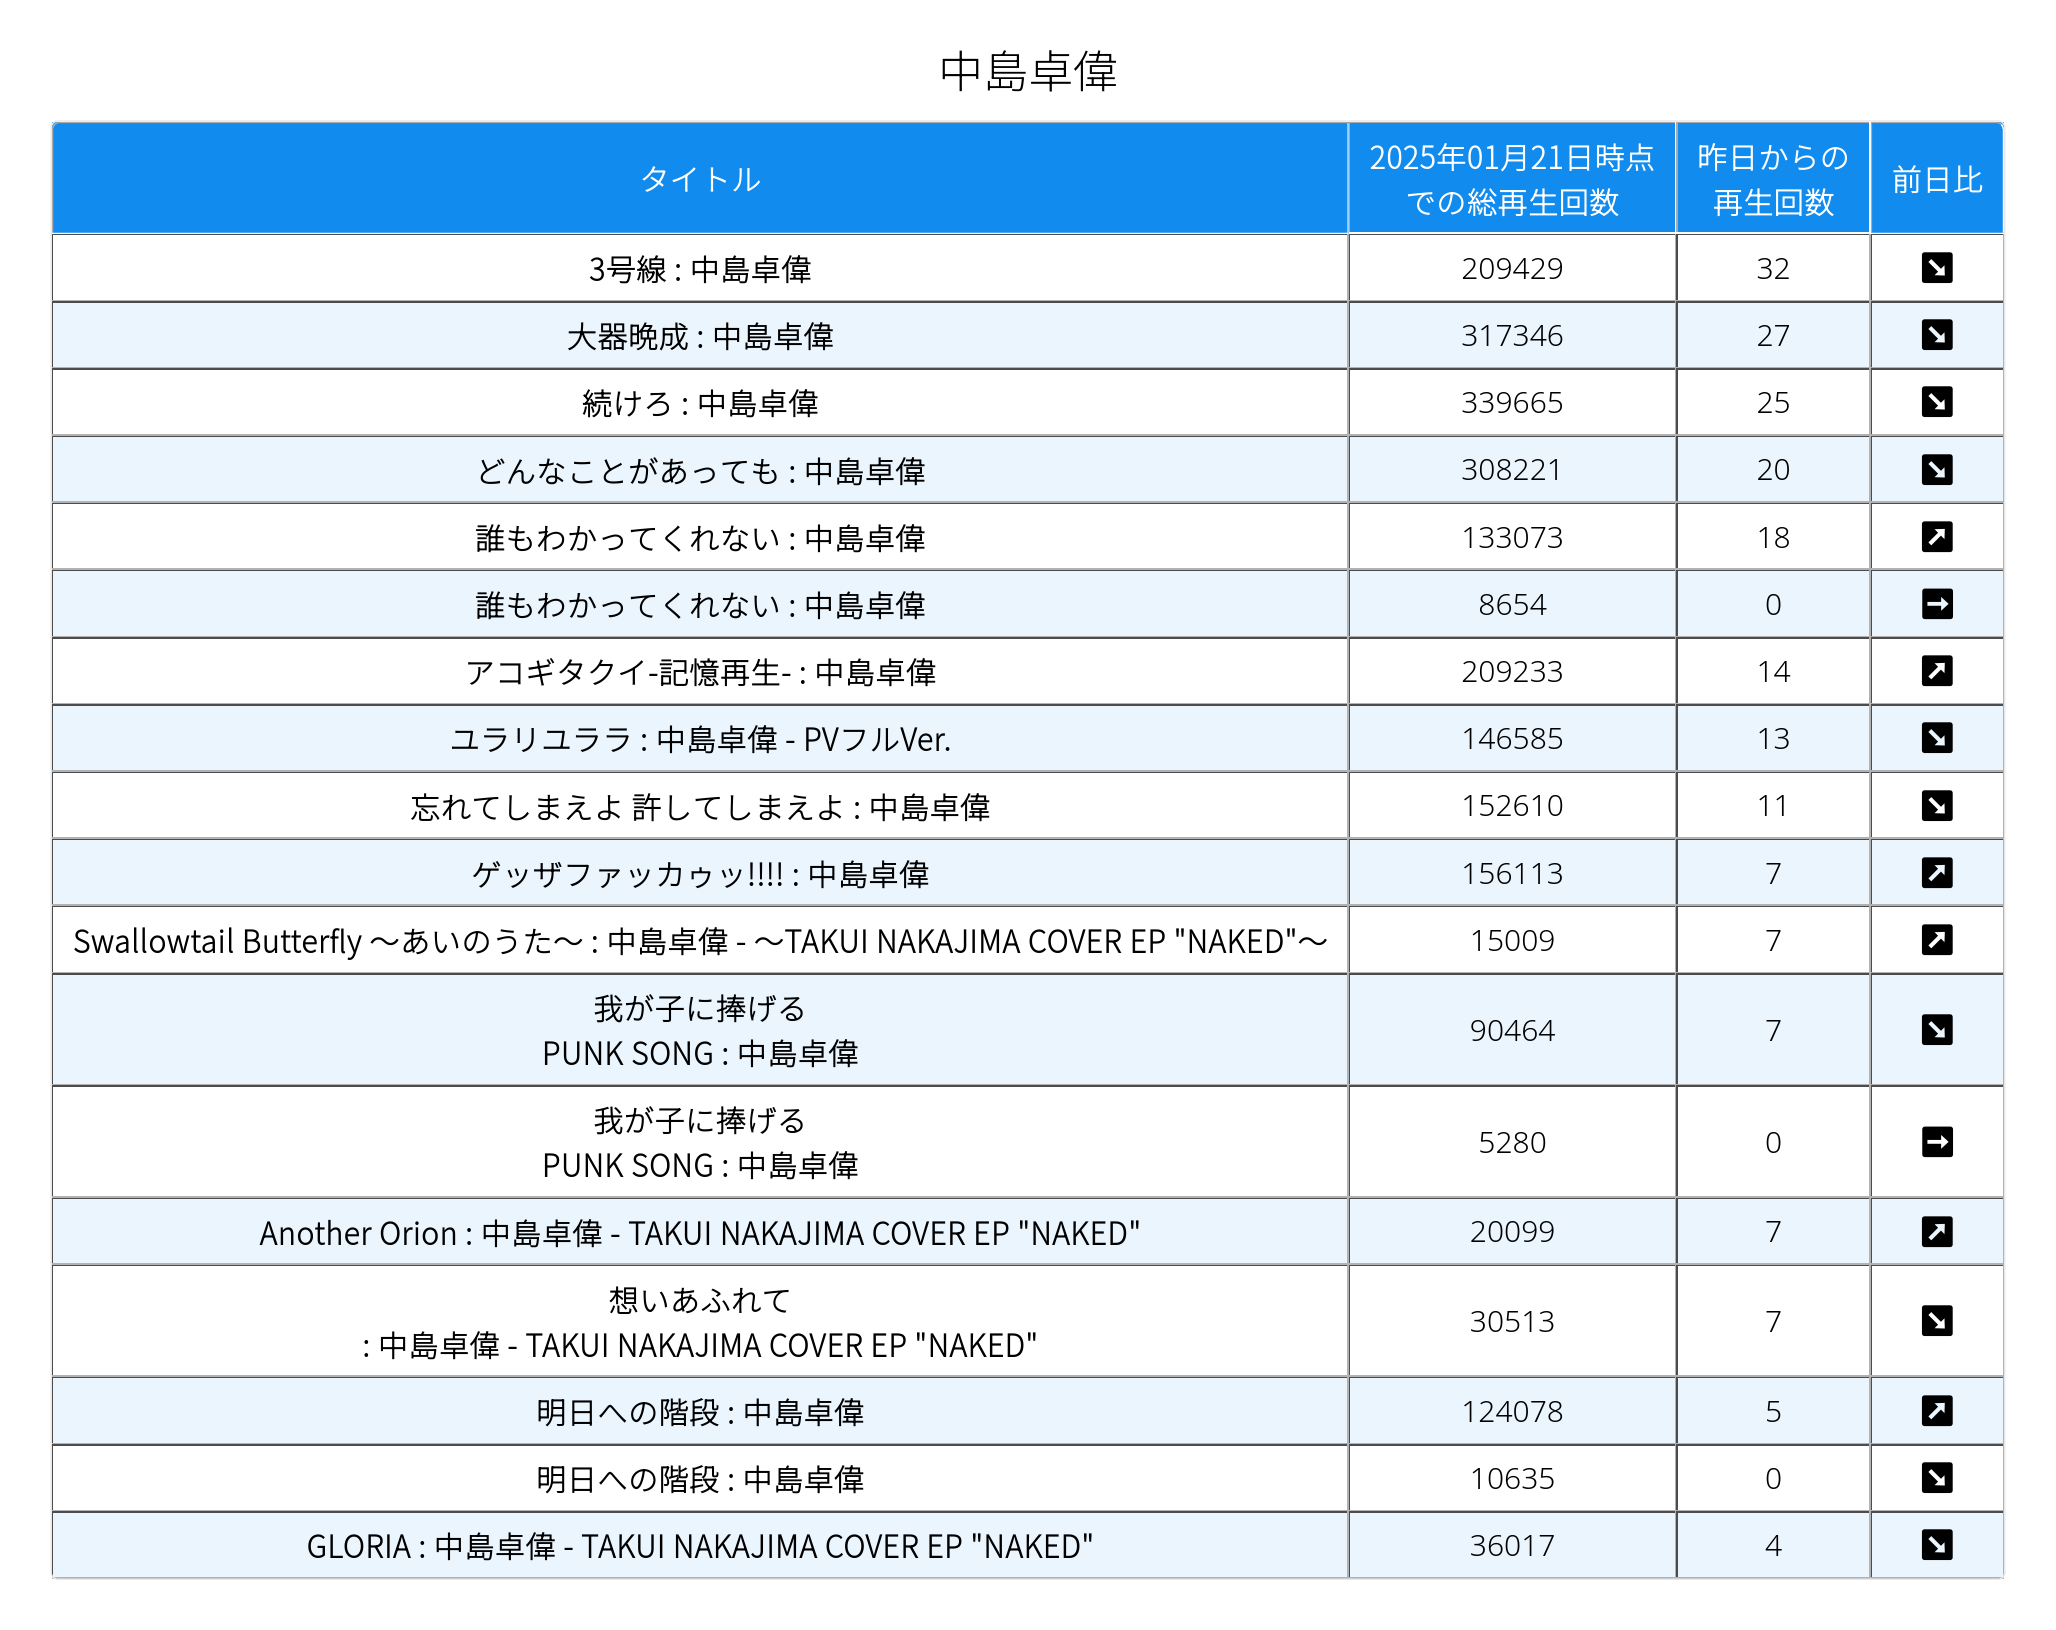 中島卓偉
タイトル
2025年01月21日時点
での総再生回数
昨日からの
再生回数
前日比
3号線 : 中島卓偉 209429 32
大器晩成 : 中島卓偉 317346 27
続けろ : 中島卓偉 339665 25
どんなことがあっても : 中島卓偉 308221 20
誰もわかってくれない : 中島卓偉 133073 18
誰もわかってくれない : 中島卓偉 8654 0
アコギタクイ-記憶再生- : 中島卓偉 209233 14
ユラリユララ : 中島卓偉 - PVフルVer. 146585 13
忘れてしまえよ 許してしまえよ : 中島卓偉 152610 11
ゲッザファッカゥッ!!!! : 中島卓偉 156113 7
Swallowtail Butterfly ～あいのうた～ : 中島卓偉 - ～TAKUI NAKAJIMA COVER EP "NAKED"～ 15009 7
我が子に捧げる
PUNK SONG : 中島卓偉 90464 7
我が子に捧げる
PUNK SONG : 中島卓偉 5280 0
Another Orion : 中島卓偉 - TAKUI NAKAJIMA COVER EP "NAKED" 20099 7
想いあふれて
: 中島卓偉 - TAKUI NAKAJIMA COVER EP "NAKED" 30513 7
明日への階段 : 中島卓偉 124078 5
明日への階段 : 中島卓偉 10635 0
GLORIA : 中島卓偉 - TAKUI NAKAJIMA COVER EP "NAKED" 36017 4